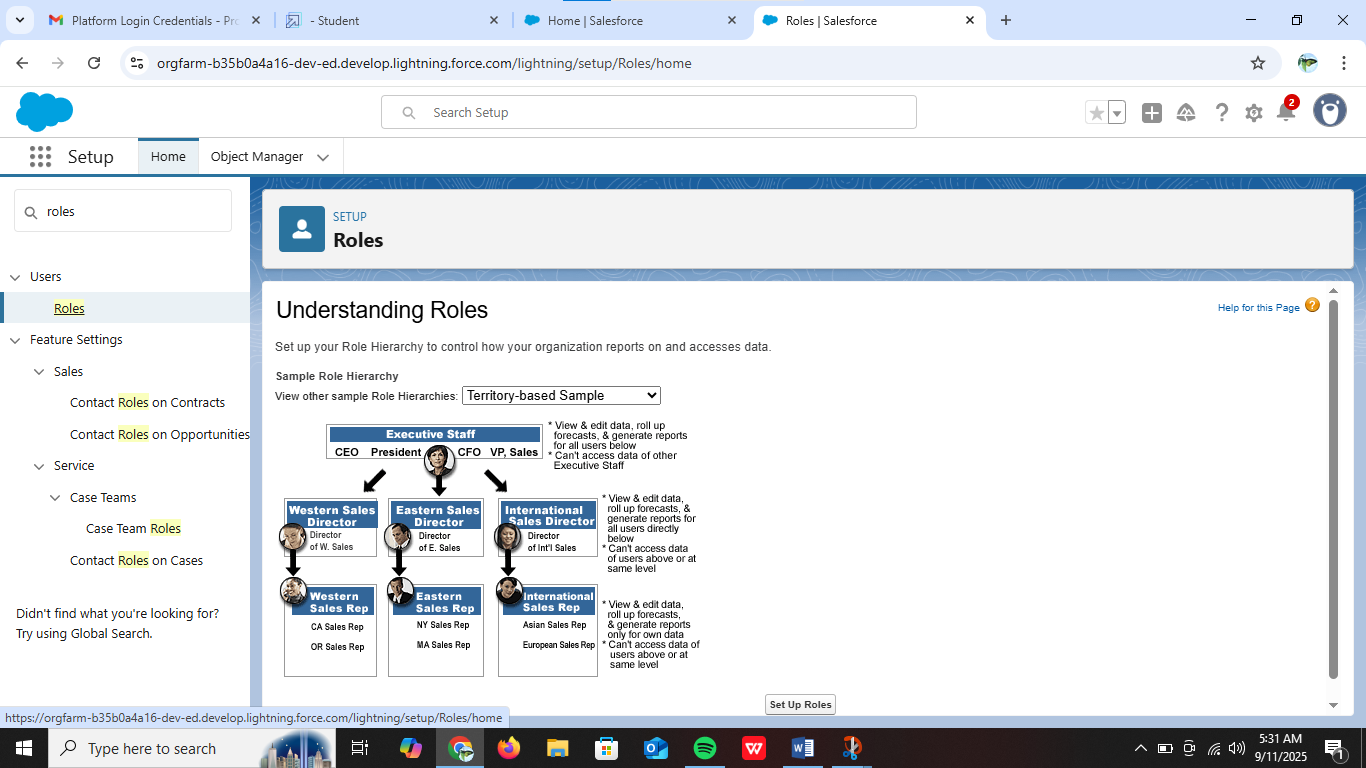 Platform Login Credentials - Pro
- Student
Home | Salesforce
Roles | Salesforce
orgfarm-b35b0a4a16-dev-ed.develop.lightning.force.com/lightning/setup/Roles/home
Search Setup
2
Setup
Home
Object Manager
roles
Users
Roles
Feature Settings
Sales
Contact Roles on Contracts
Contact Roles on Opportunities
Service
Case Teams
Case Team Roles
Contact Roles on Cases
Didn't find what you're looking for?
Try using Global Search.
SETUP
Roles
Understanding Roles
Help for this Page ?
Set up your Role Hierarchy to control how your organization reports on and accesses data.
Sample Role Hierarchy
View other sample Role Hierarchies: Territory-based Sample
Executive Staff
CEO President CFO VP, Sales
* View & edit data, roll up
forecasts, & generate reports
for all users below
* Can't access data of other
Executive Staff
Western Sales
Director
Director
of W. Sales
Eastern Sales
Director
Director
of E. Sales
International
Sales Director
Director
of Int'l Sales
* View & edit data,
roll up forecasts, &
generate reports for
all users directly
below
* Can't access data
of users above or at
same level
Western
Sales Rep
CA Sales Rep
OR Sales Rep
Eastern
Sales Rep
NY Sales Rep
MA Sales Rep
International
Sales Rep
Asian Sales Rep
European Sales Rep
* View & edit data,
roll up forecasts,
& generate reports
only for own data
* Can't access data of
users above or at
same level
Set Up Roles
https://orgfarm-b35b0a4a16-dev-ed.develop.lightning.force.com/lightning/setup/Roles/home
Type here to search
5:31 AM
9/11/2025
1